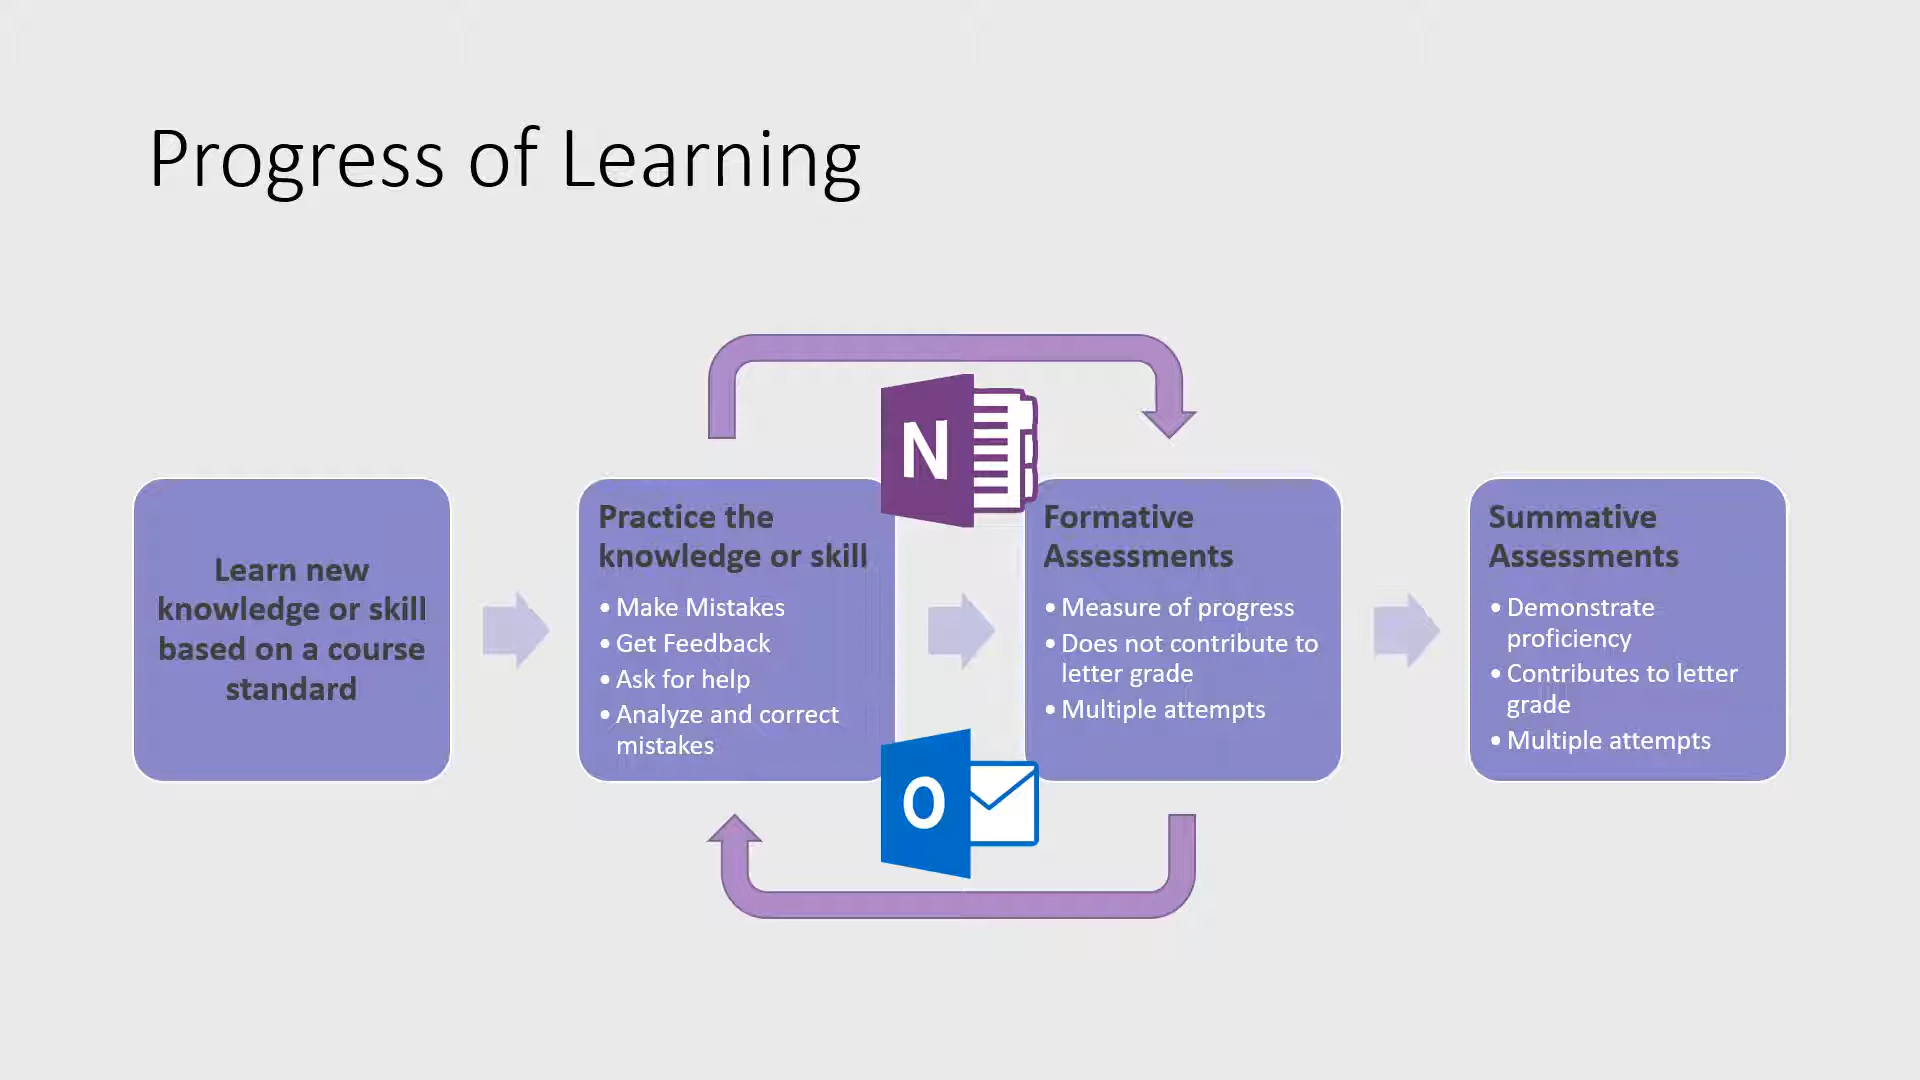 Progress of Learning
N
Learn new
knowledge or skill
based on a course
standard
Practice the
knowledge or skill
• Make Mistakes
• Get Feedback
• Ask for help
• Analyze and correct
mistakes
Formative
Assessments
• Measure of progress
• Does not contribute to
letter grade
• Multiple attempts
Summative
Assessments
• Demonstrate
proficiency
• Contributes to letter
grade
• Multiple attempts
O